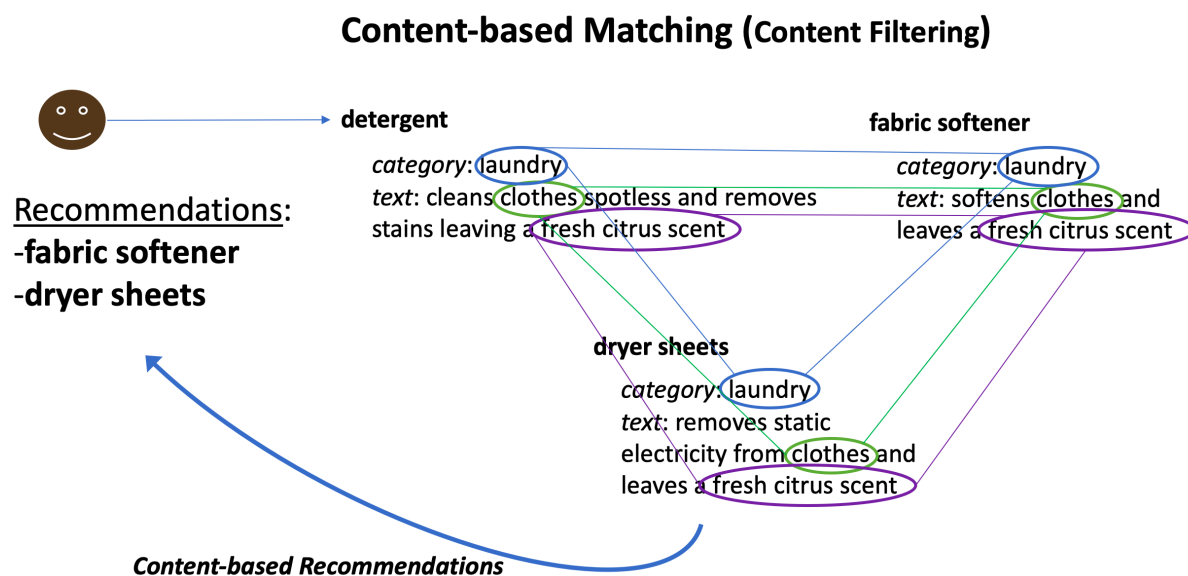 Content-based Matching (Content Filtering)
detergent
category: laundry
text: cleans clothes spotless and removes
stains leaving a fresh citrus scent
fabric softener
category: laundry
text: softens clothes and
leaves a fresh citrus scent
Recommendations:
-fabric softener
-dryer sheets
dryer sheets
category: laundry
text: removes static
electricity from clothes and
leaves a fresh citrus scent
Content-based Recommendations